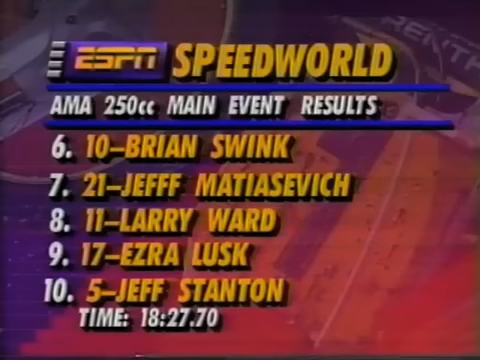 ESPN SPEEDWORLD
AMA 250cc MAIN EVENT RESULTS
6. 10-BRIAN SWINK
7. 21-JEFFF MATIASEVICH
8. 11-LARRY WARD
9. 17-EZRA LUSK
10. 5-JEFF STANTON
TIME: 18:27.70
RENTH